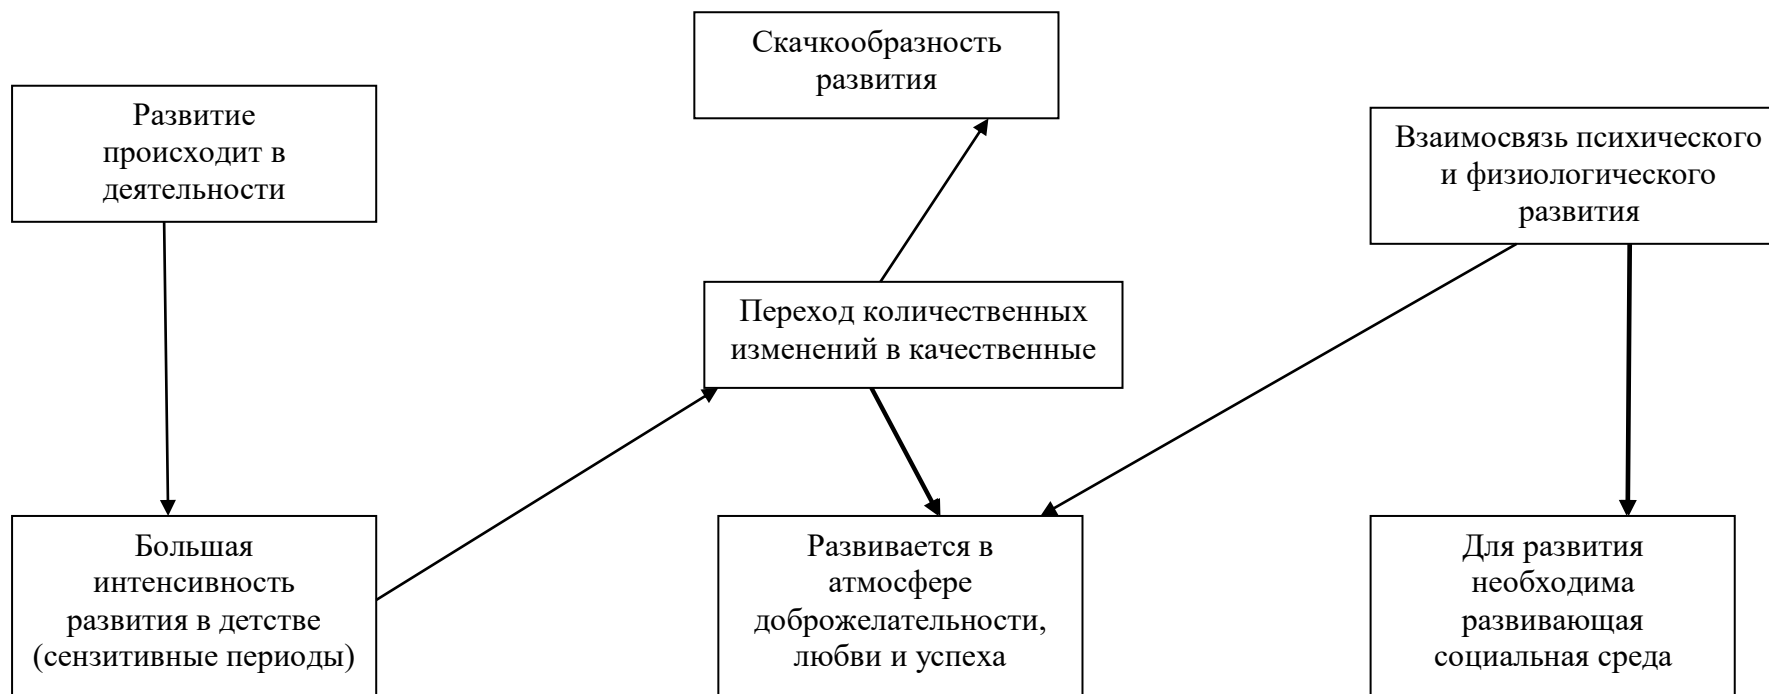 Скачкообразность
развития
Развитие
происходит в
деятельности
Взаимосвязь психического
и физиологического
развития
Переход количественных
изменений в качественные
Большая
интенсивность
развития в детстве
(сензитивные периоды)
Развивается в
атмосфере
доброжелательности,
любви и успеха
Для развития
необходима
развивающая
социальная среда